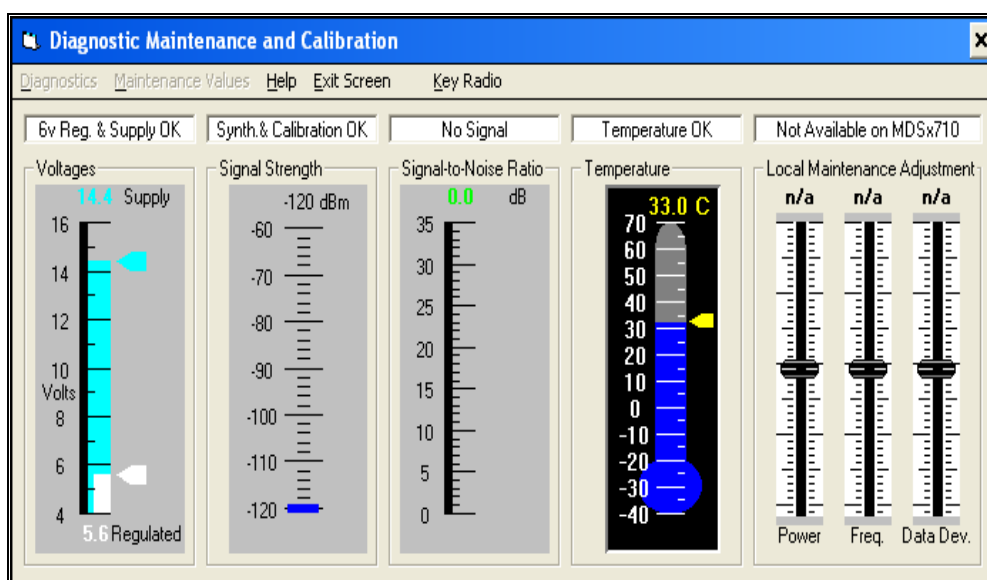 Diagnostic Maintenance and Calibration
Diagnostics Maintenance Values Help Exit Screen Key Radio
6v Reg. & Supply OK
Synth.& Calibration OK
No Signal
Temperature OK
Not Available on MDSx710
Voltages
14.4 Supply
16
14
12
10
Volts
8
6
4
5.6 Regulated
Signal Strength
-120 dBm
-60
-70
-80
-90
-100
-110
-120
Signal-to-Noise Ratio
0.0 dB
35
30
25
20
15
10
5
0
Temperature
33.0 C
70
60
50
40
30
20
10
0
-10
-20
-30
-40
Local Maintenance Adjustment
n/a n/a n/a
Power Freq. Data Dev.